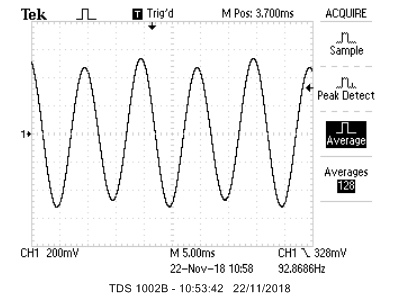 Tek T Trig'd M Pos: 3.700ms ACQUIRE
Sample
Peak Detect
1
Average
Averages
128
CH1 200mV M 5.00ms CH1 328mV
22-Nov-18 10:58 92.8686Hz
TDS 1002B - 10:53:42 22/11/2018